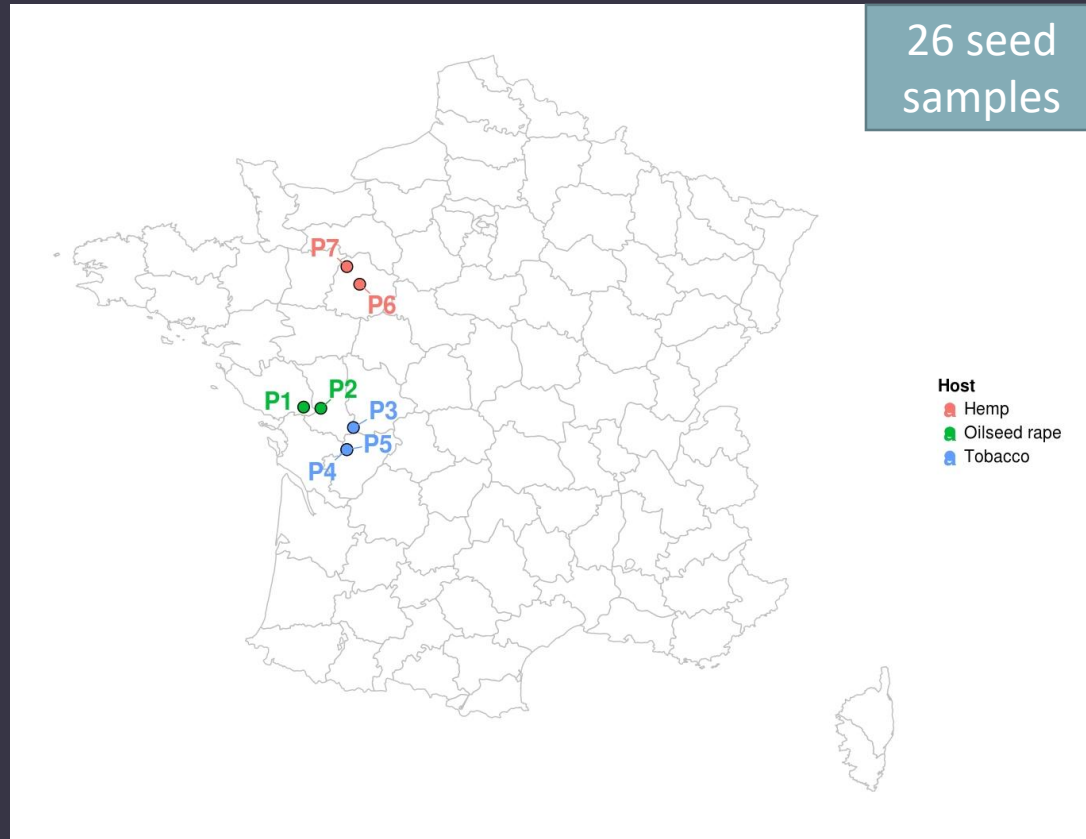 26 seed
samples
P7
P6
P1
P2
P3
P5
P4
Host
a Hemp
a Oilseed rape
a Tobacco